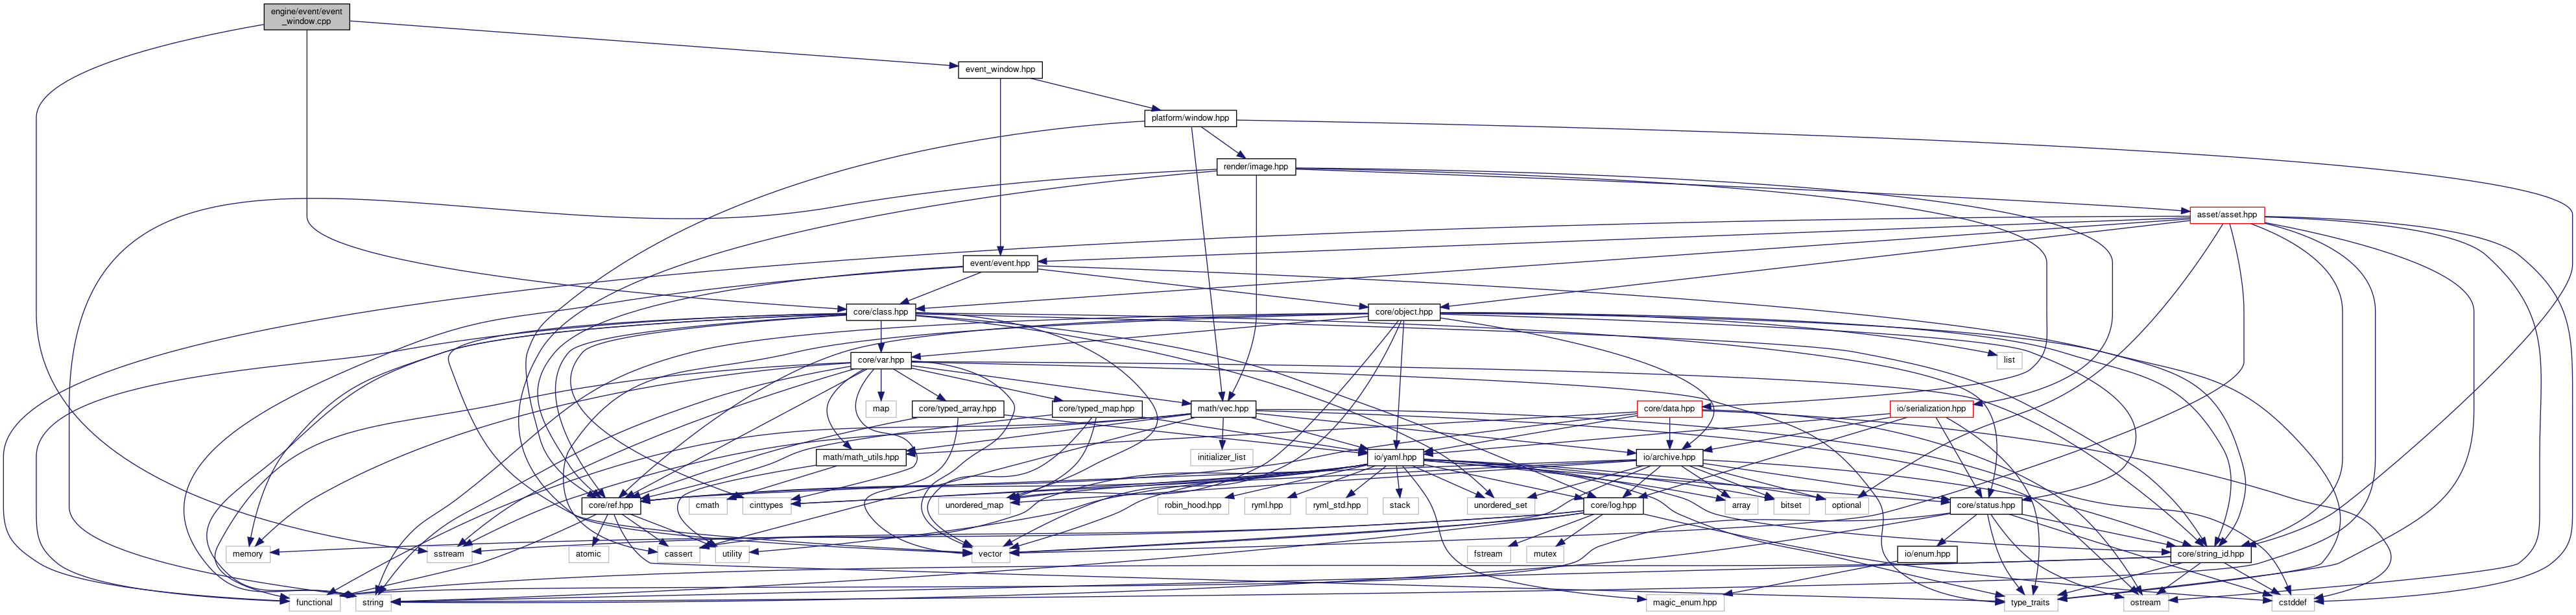 engine/event/event
_window.cpp
event_window.hpp
platform/window.hpp
render/image.hpp
asset/asset.hpp
event/event.hpp
core/class.hpp
core/object.hpp
core/var.hpp
list
map
core/typed_array.hpp
core/typed_map.hpp
math/vec.hpp
core/data.hpp
io/serialization.hpp
math/math_utils.hpp
initializer_list
io/yaml.hpp
io/archive.hpp
core/ref.hpp
cmath
cinttypes
unordered_map
robin_hood.hpp
ryml.hpp
ryml_std.hpp
stack
unordered_set
core/log.hpp
array
bitset
optional
core/status.hpp
memory
sstream
atomic
cassert
utility
vector
fstream
mutex
io/enum.hpp
core/string_id.hpp
functional
string
magic_enum.hpp
type_traits
ostream
cstddef